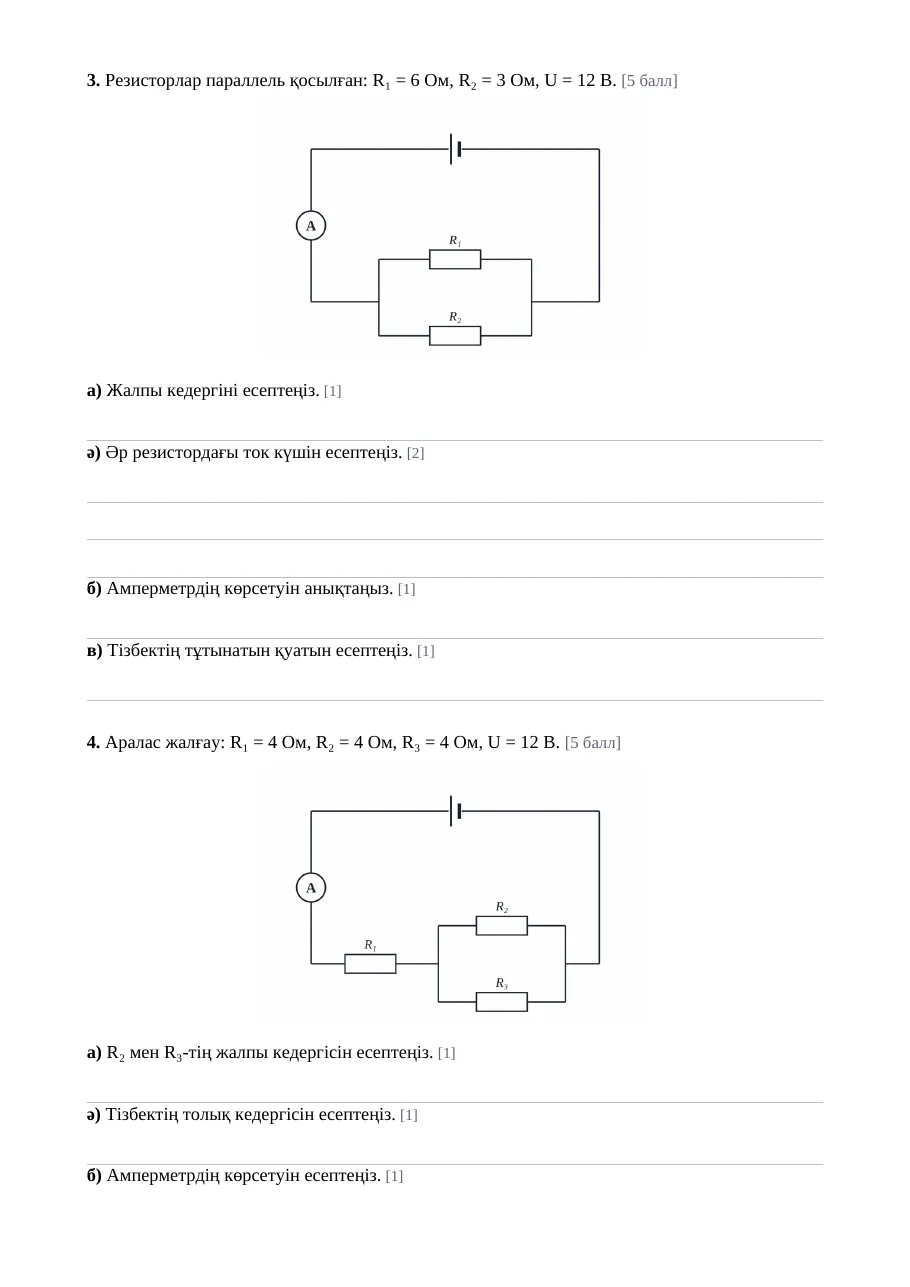 3. Резисторлар параллель қосылған: R₁ = 6 Ом, R₂ = 3 Ом, U = 12 В. [5 балл]
A
R₁
R₂
а) Жалпы кедергіні есептеңіз. [1]
ә) Әр резистордағы ток күшін есептеңіз. [2]
б) Амперметрдің көрсетуін анықтаңыз. [1]
в) Тізбектің тұтынатын қуатын есептеңіз. [1]
4. Аралас жалғау: R₁ = 4 Ом, R₂ = 4 Ом, R₃ = 4 Ом, U = 12 В. [5 балл]
A
R₂
R₁
R₃
а) R₂ мен R₃-тің жалпы кедергісін есептеңіз. [1]
ә) Тізбектің толық кедергісін есептеңіз. [1]
б) Амперметрдің көрсетуін есептеңіз. [1]